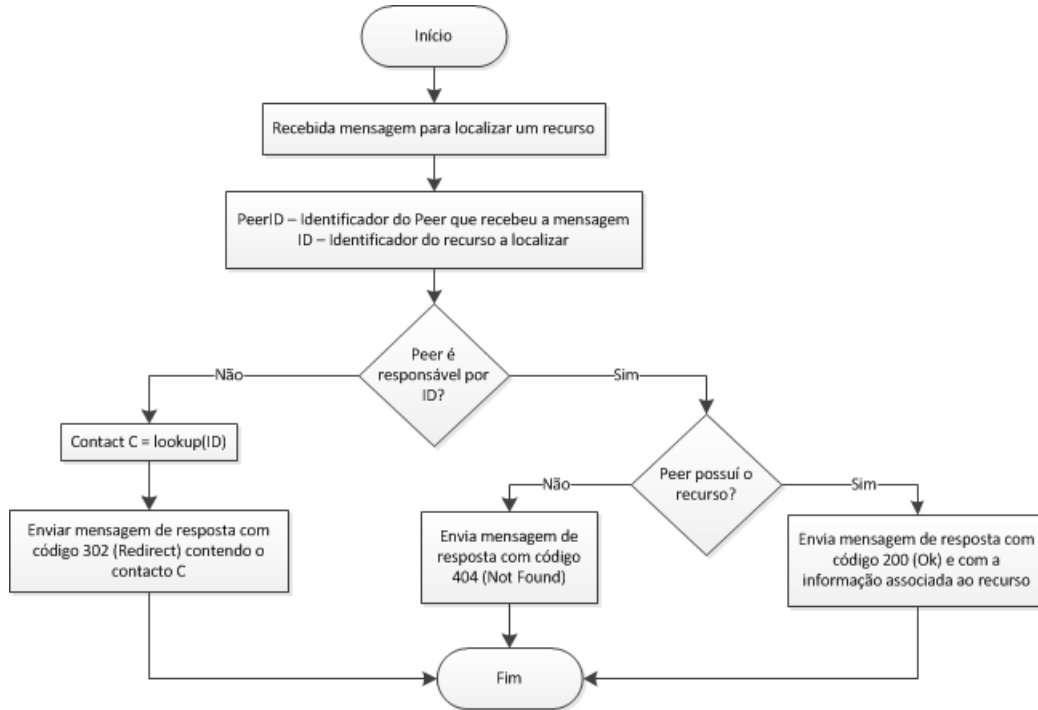 Início
Recebida mensagem para localizar um recurso
PeerID – Identificador do Peer que recebeu a mensagem
ID – Identificador do recurso a localizar
Peer é
responsável por
ID?
Não
Sim
Contact C = lookup(ID)
Peer possuí o
recurso?
Não
Sim
Enviar mensagem de resposta com
código 302 (Redirect) contendo o
contacto C
Envia mensagem de
resposta com código
404 (Not Found)
Envia mensagem de resposta com
código 200 (Ok) e com a
informação associada ao recurso
Fim